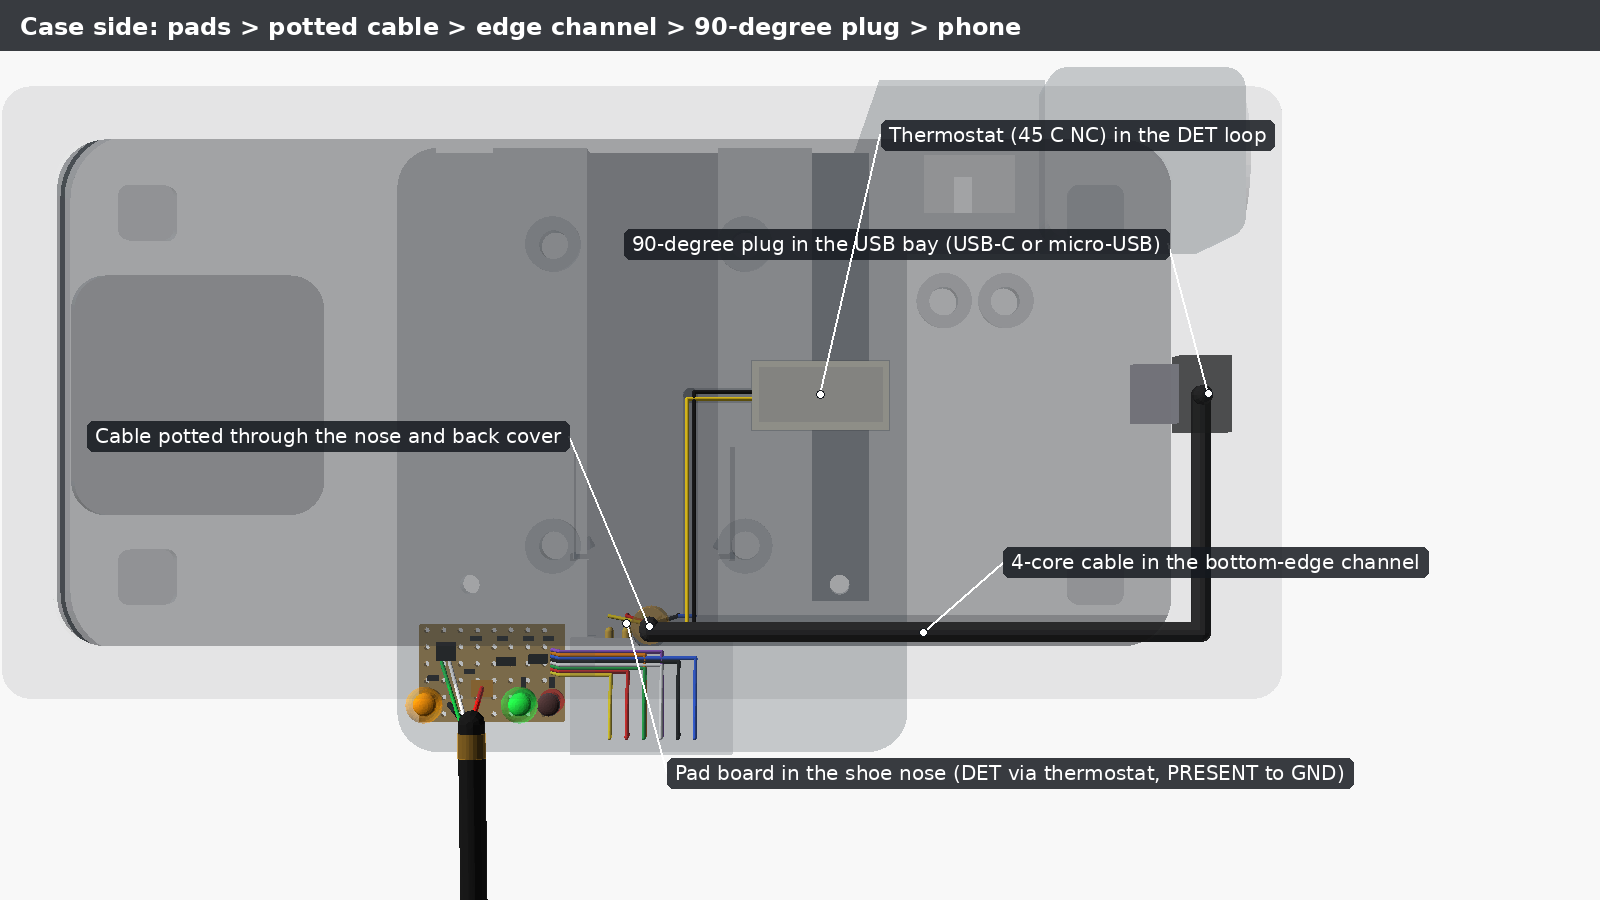 Case side: pads > potted cable > edge channel > 90-degree plug > phone
Thermostat (45 C NC) in the DET loop
90-degree plug in the USB bay (USB-C or micro-USB)
Cable potted through the nose and back cover
4-core cable in the bottom-edge channel
Pad board in the shoe nose (DET via thermostat, PRESENT to GND)